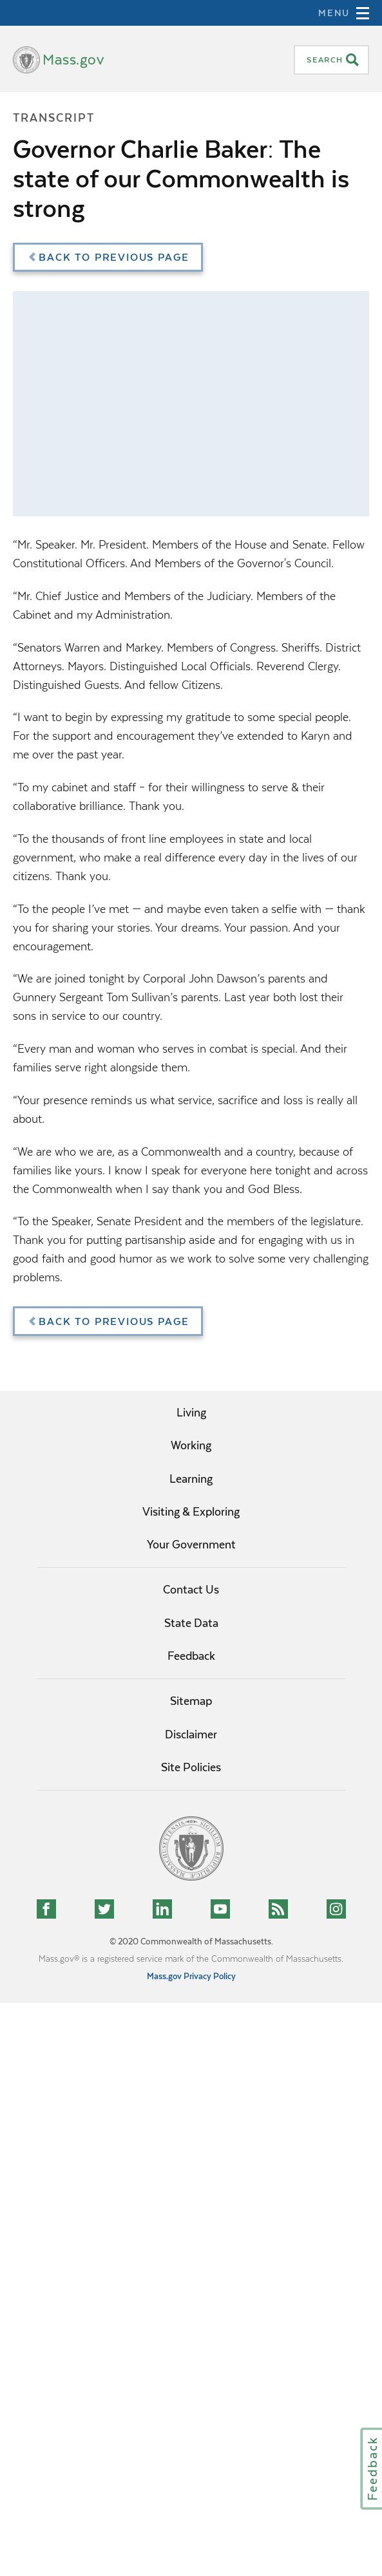 MENU
Mass.gov
SEARCH
TRANSCRIPT
Governor Charlie Baker: The
state of our Commonwealth is
strong
BACK TO PREVIOUS PAGE
“Mr. Speaker. Mr. President. Members of the House and Senate. Fellow
Constitutional Officers. And Members of the Governor's Council.
“Mr. Chief Justice and Members of the Judiciary. Members of the
Cabinet and my Administration.
“Senators Warren and Markey. Members of Congress. Sheriffs. District
Attorneys. Mayors. Distinguished Local Officials. Reverend Clergy.
Distinguished Guests. And fellow Citizens.
“I want to begin by expressing my gratitude to some special people.
For the support and encouragement they’ve extended to Karyn and
me over the past year.
“To my cabinet and staff – for their willingness to serve & their
collaborative brilliance. Thank you.
“To the thousands of front line employees in state and local
government, who make a real difference every day in the lives of our
citizens. Thank you.
“To the people I’ve met — and maybe even taken a selfie with — thank
you for sharing your stories. Your dreams. Your passion. And your
encouragement.
“We are joined tonight by Corporal John Dawson’s parents and
Gunnery Sergeant Tom Sullivan’s parents. Last year both lost their
sons in service to our country.
“Every man and woman who serves in combat is special. And their
families serve right alongside them.
“Your presence reminds us what service, sacrifice and loss is really all
about.
“We are who we are, as a Commonwealth and a country, because of
families like yours. I know I speak for everyone here tonight and across
the Commonwealth when I say thank you and God Bless.
“To the Speaker, Senate President and the members of the legislature.
Thank you for putting partisanship aside and for engaging with us in
good faith and good humor as we work to solve some very challenging
problems.
BACK TO PREVIOUS PAGE
Living
Working
Learning
Visiting & Exploring
Your Government
Contact Us
State Data
Feedback
Sitemap
Disclaimer
Site Policies
© 2020 Commonwealth of Massachusetts.
Mass.gov® is a registered service mark of the Commonwealth of Massachusetts.
Mass.gov Privacy Policy
Feedback